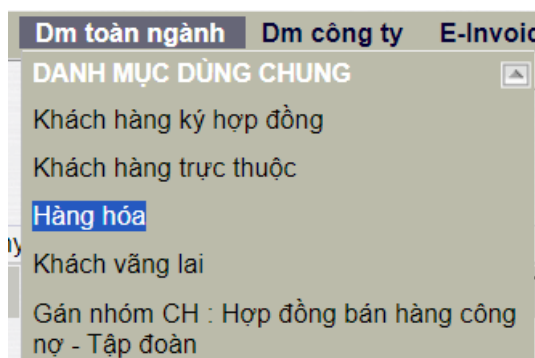 Dm toàn ngành Dm công ty E-Invoic
DANH MỤC DÙNG CHUNG
Khách hàng ký hợp đồng
Khách hàng trực thuộc
Hàng hóa
Khách vãng lai
Gán nhóm CH : Hợp đồng bán hàng công
nợ - Tập đoàn